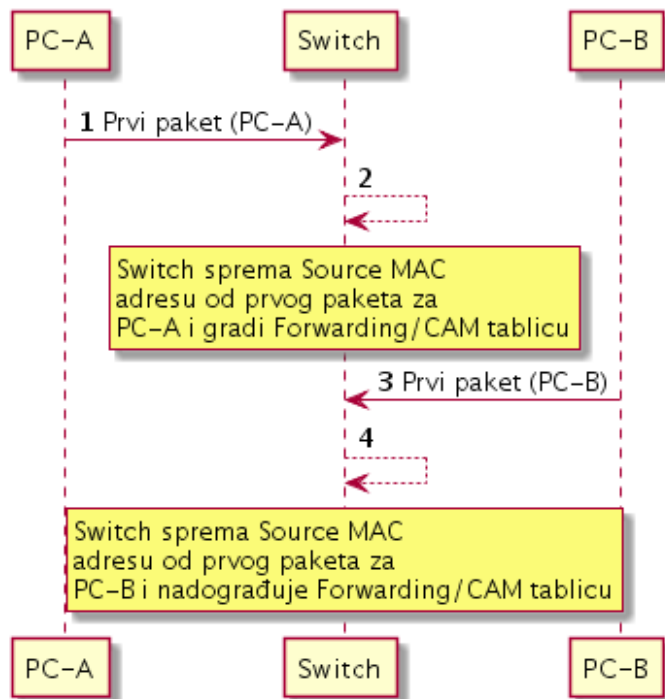 PC-A Switch PC-B
1 Prvi paket (PC-A)
2
Switch sprema Source MAC
adresu od prvog paketa za
PC-A i gradi Forwarding/CAM tablicu
3 Prvi paket (PC-B)
4
Switch sprema Source MAC
adresu od prvog paketa za
PC-B i nadograđuje Forwarding/CAM tablicu
PC-A Switch PC-B